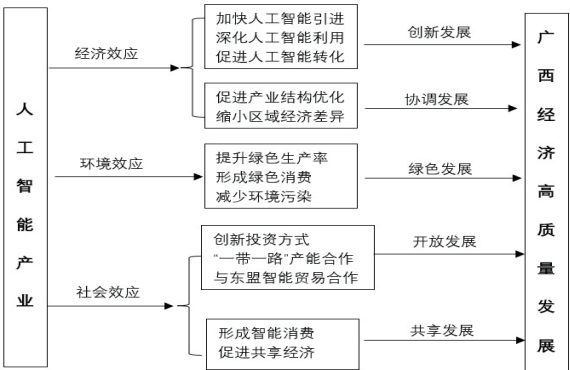 人工智能产业
经济效应
加快人工智能引进
深化人工智能利用
促进人工智能转化
创新发展
促进产业结构优化
缩小区域经济差异
协调发展
环境效应
提升绿色生产率
形成绿色消费
减少环境污染
绿色发展
社会效应
创新投资方式
“一带一路”产能合作
与东盟智能贸易合作
开放发展
形成智能消费
促进共享经济
共享发展
广西经济高质量发展